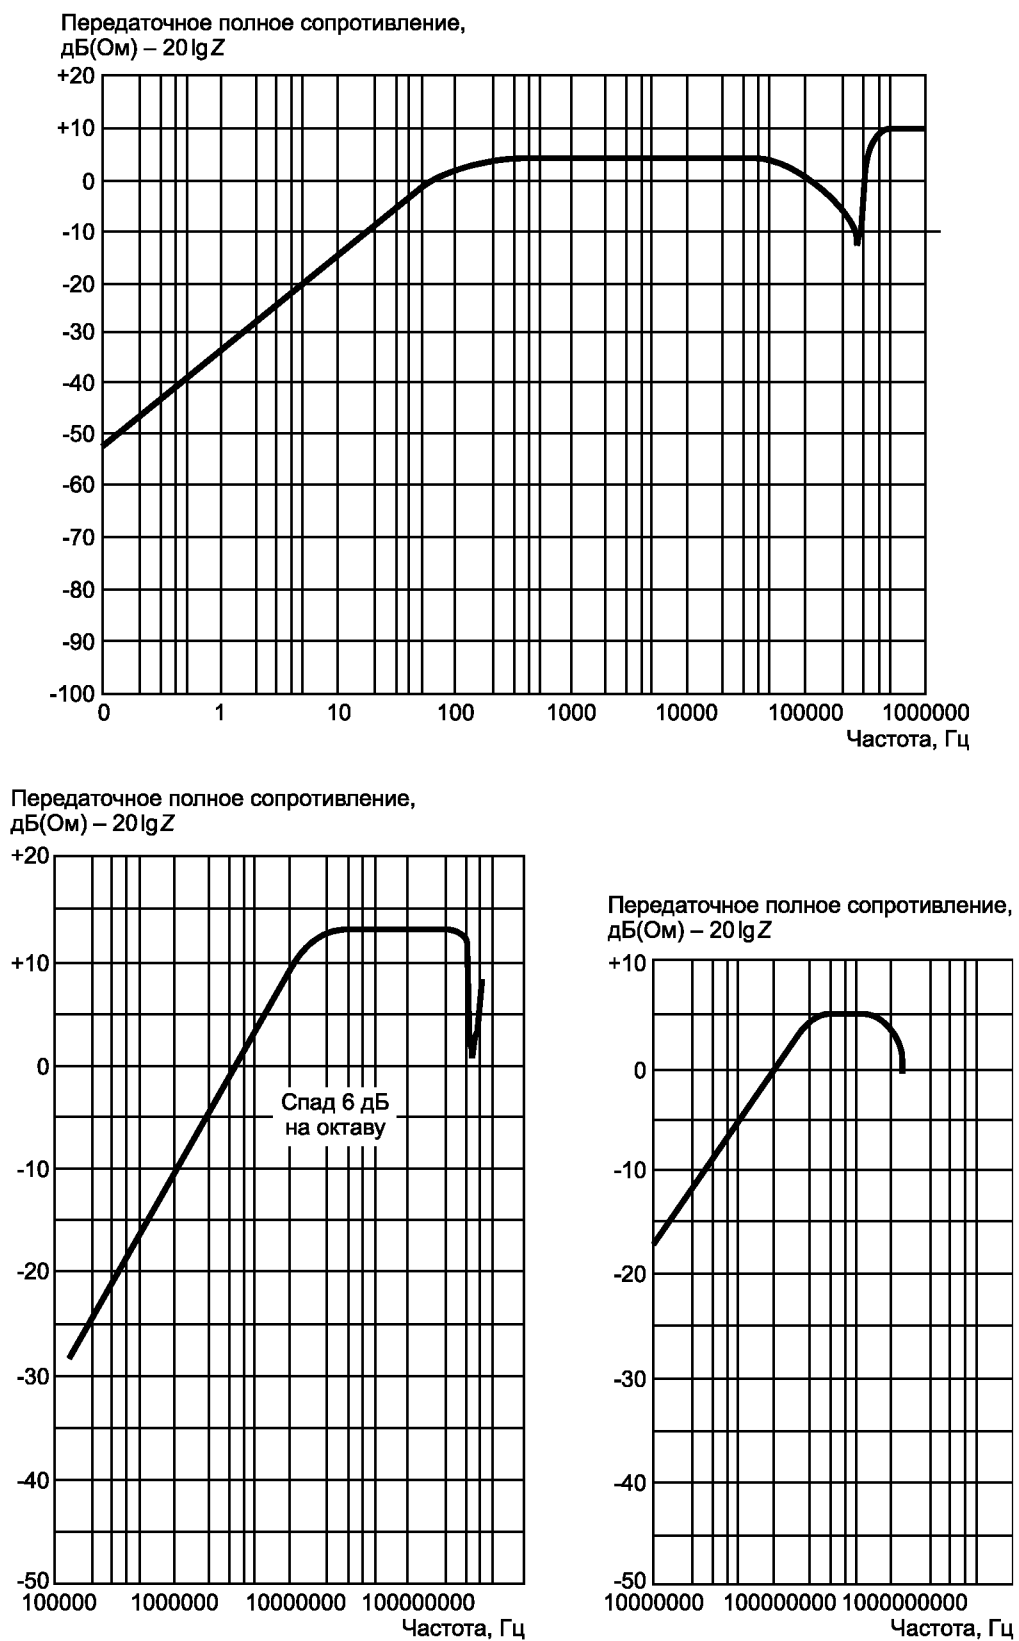 Передаточное полное сопротивление,
дБ(Ом) – 20 lg Z
+20
+10
0
-10
-20
-30
-40
-50
-60
-70
-80
-90
-100
0 1 10 100 1000 10000 100000 1000000
Частота, Гц
Передаточное полное сопротивление,
дБ(Ом) – 20 lg Z
+20
+10
0
-10
-20
-30
-40
-50
Спад 6 дБ
на октаву
100000 1000000 10000000 100000000
Частота, Гц
Передаточное полное сопротивление,
дБ(Ом) – 20 lg Z
+10
0
-10
-20
-30
-40
-50
10000000 100000000 1000000000
Частота, Гц